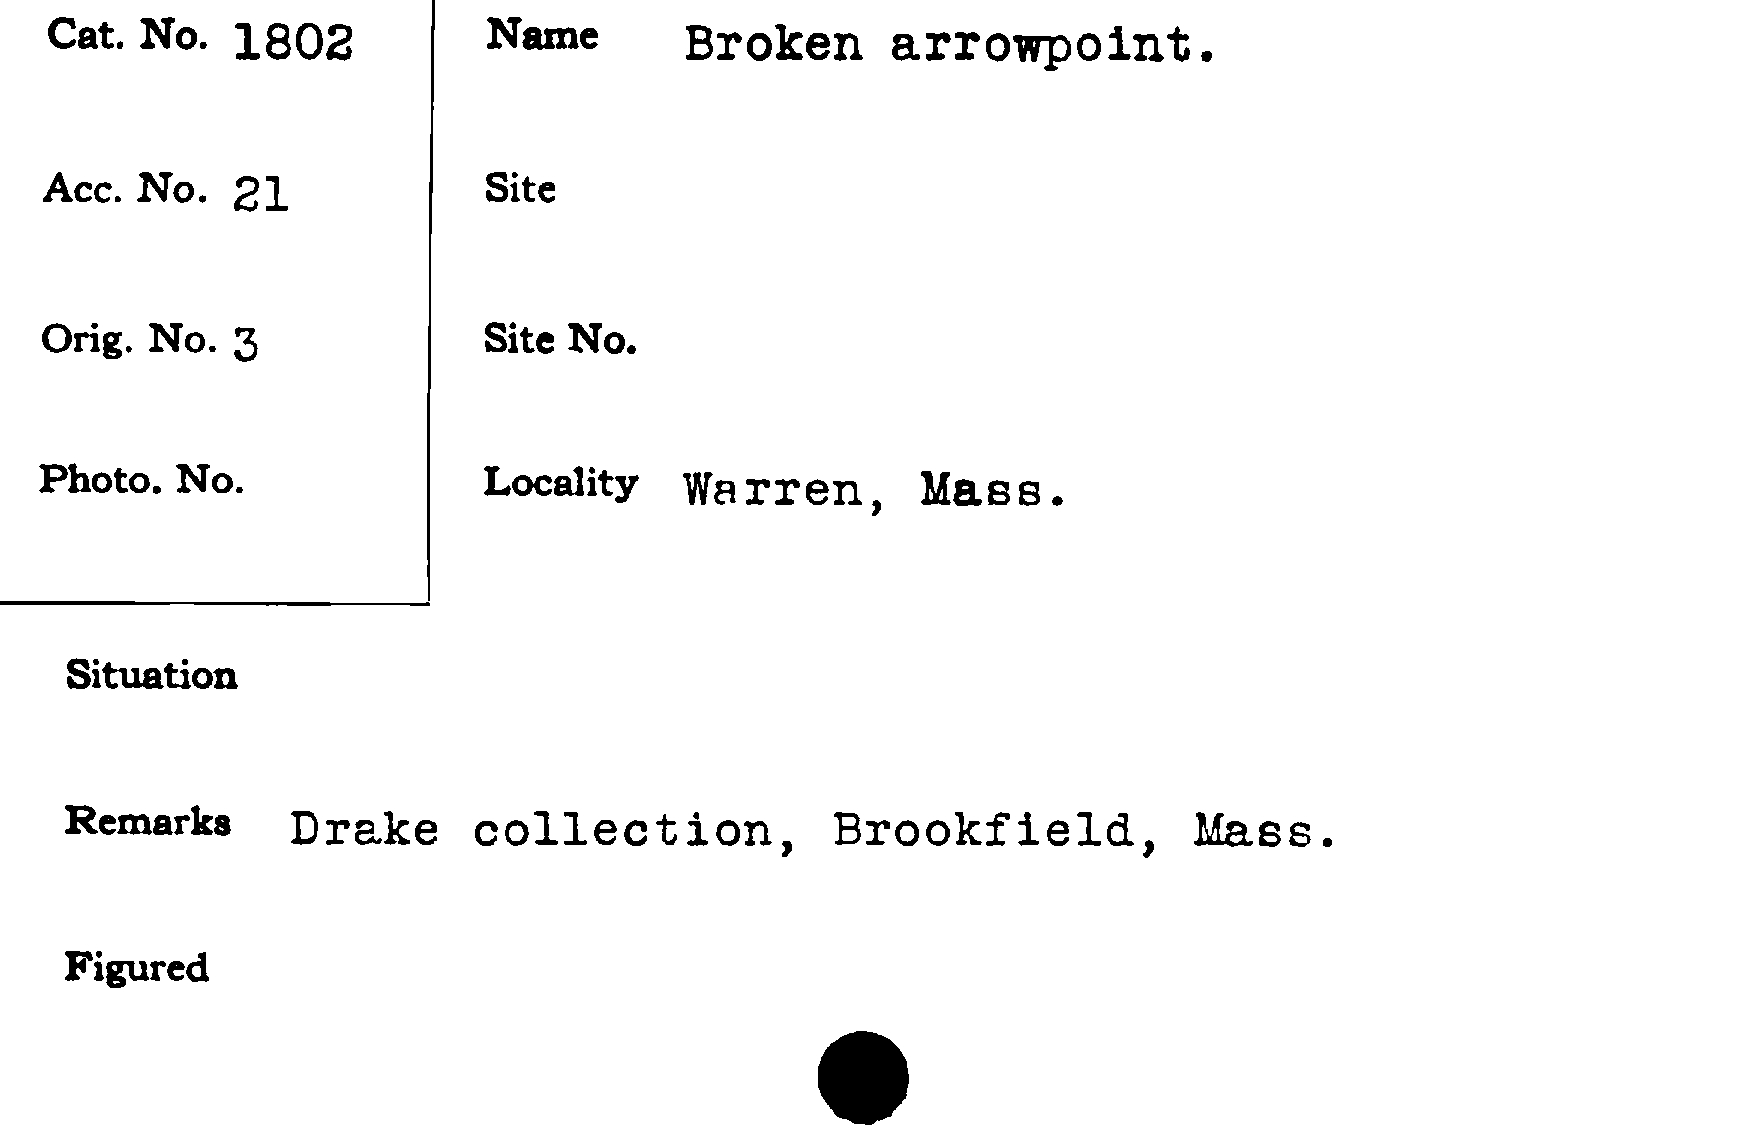 Cat. No. 1802
Name Broken arrowpoint.
Acc. No. 21
Site
Orig. No. 3
Site No.
Photo. No.
Locality Warren, Mass.
Situation
Remarks Drake collection, Brookfield, Mass.
Figured